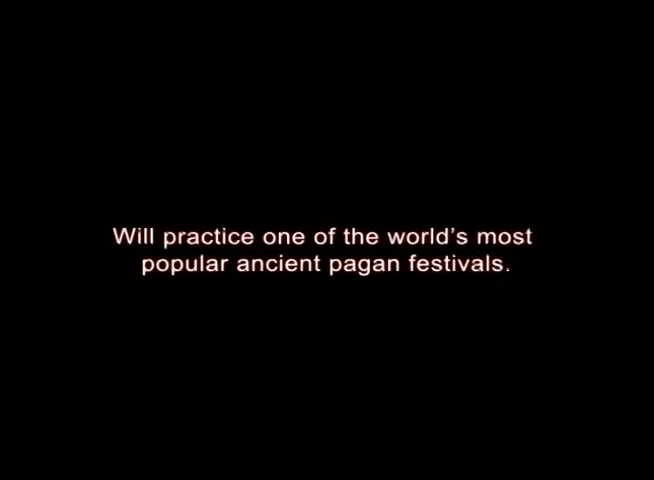 Will practice one of the world's most
popular ancient pagan festivals.